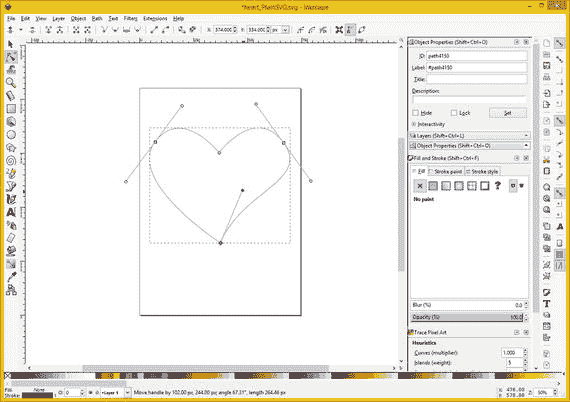 *heart_PlainSVG.svg - Inkscape
File Edit View Layer Object Path Text Filters Extensions Help
X: 374.000 Y: 334.000 px
Object Properties (Shift+Ctrl+O)
ID: path4150
Label: #path4150
Title:
Description:
Hide Lock Set
Interactivity
Layers (Shift+Ctrl+L)
Object Properties (Shift+Ctrl+O)
Fill and Stroke (Shift+Ctrl+F)
Fill Stroke paint Stroke style
?
No paint
Blur (%) 0.0
Opacity (%) 100.0
Trace Pixel Art
Heuristics
Curves (multiplier): 1.000
Islands (weight): 5
Fill: None
Stroke: 1
O: 0
Layer 1
Move handle by 102.00 px, 244.00 px; angle 67.31°, length 264.46 px
X: 476.00
Y: 578.00
Z: 50%